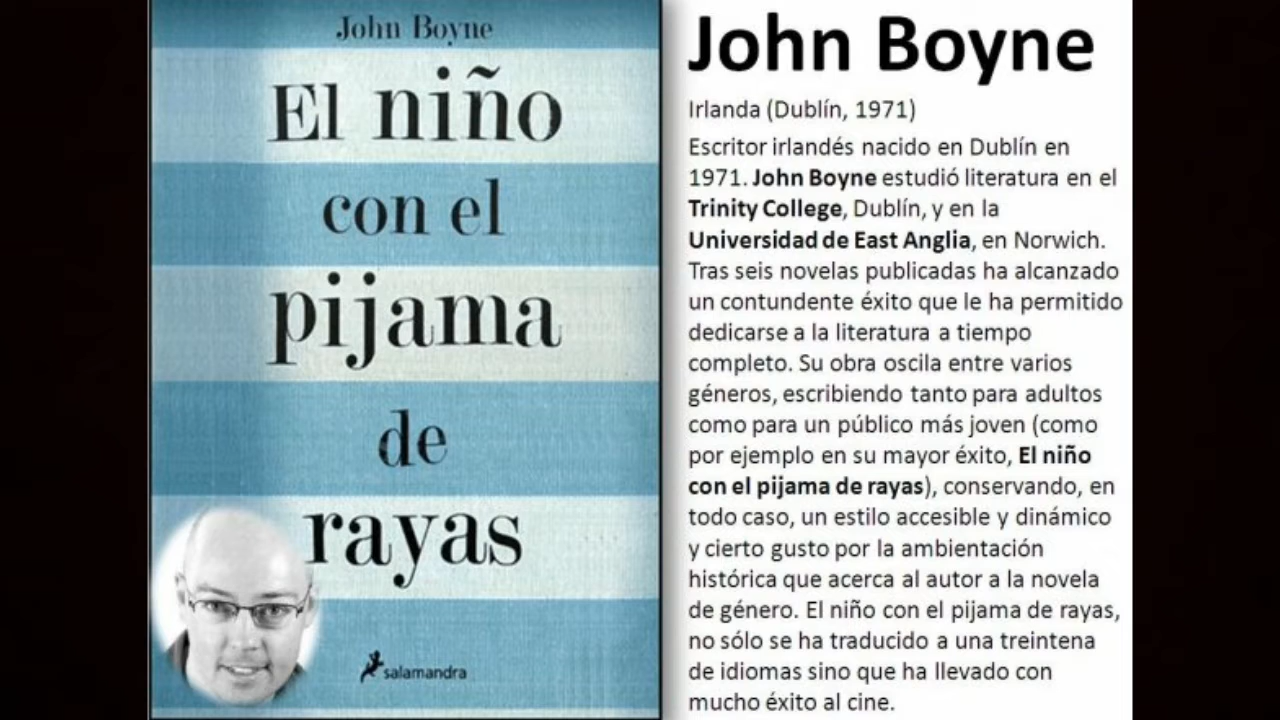 John Boyne
El niño
con el
pijama
de
rayas
salamandra
John Boyne
Irlanda (Dublín, 1971)
Escritor irlandés nacido en Dublín en
1971. John Boyne estudió literatura en el
Trinity College, Dublín, y en la
Universidad de East Anglia, en Norwich.
Tras seis novelas publicadas ha alcanzado
un contundente éxito que le ha permitido
dedicarse a la literatura a tiempo
completo. Su obra oscila entre varios
géneros, escribiendo tanto para adultos
como para un público más joven (como
por ejemplo en su mayor éxito, El niño
con el pijama de rayas), conservando, en
todo caso, un estilo accesible y dinámico
y cierto gusto por la ambientación
histórica que acerca al autor a la novela
de género. El niño con el pijama de rayas,
no sólo se ha traducido a una treintena
de idiomas sino que ha llevado con
mucho éxito al cine.